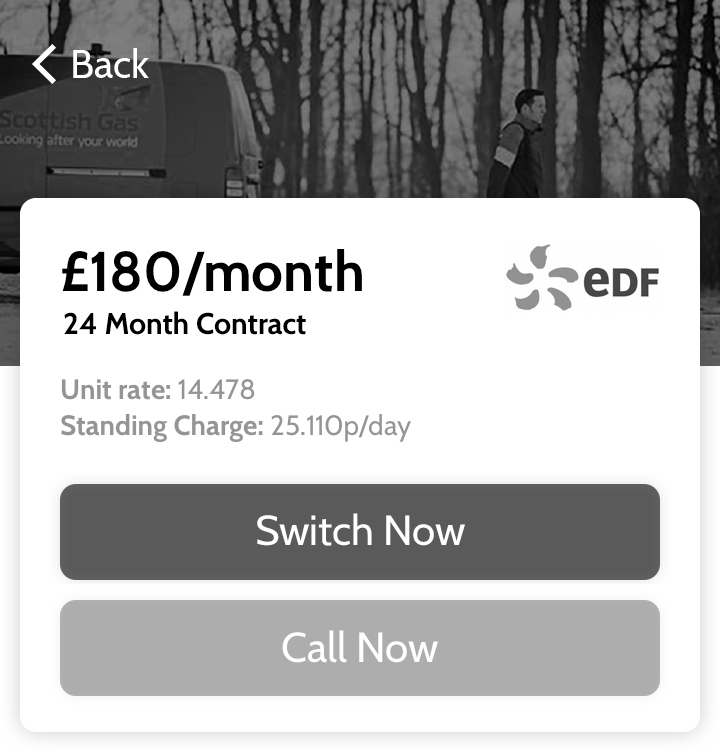 Back
Scottish Gas
Looking after your world
£180/month
eDF
24 Month Contract
Unit rate: 14.478
Standing Charge: 25.110p/day
Switch Now
Call Now